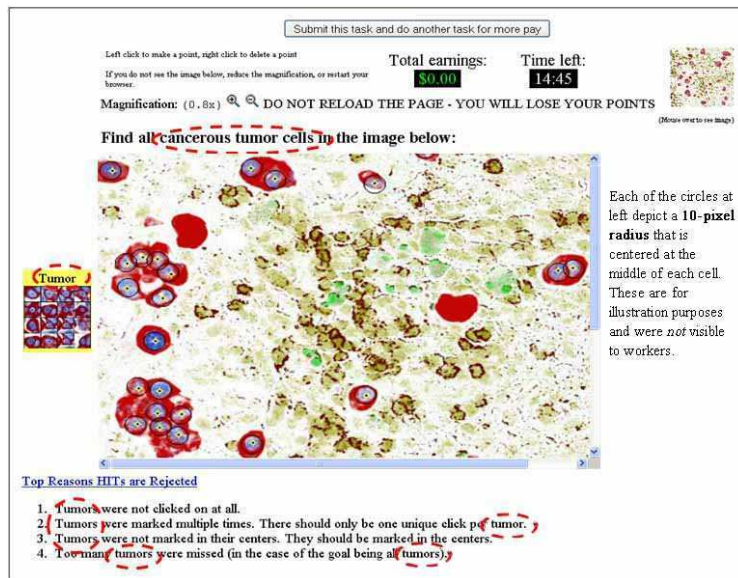 Submit this task and do another task for more pay
Left click to make a point, right click to delete a point
If you do not see the image below, reduce the magnification, or restart your
browser.
Total earnings:
$0.00
Time left:
14:45
Magnification: (0.8x) DO NOT RELOAD THE PAGE - YOU WILL LOSE YOUR POINTS
(Mouse over to see image)
Find all cancerous tumor cells in the image below:
Tumor
Each of the circles at
left depict a 10-pixel
radius that is
centered at the
middle of each cell.
These are for
illustration purposes
and were not visible
to workers.
Top Reasons HITs are Rejected
1. Tumors were not clicked on at all.
2. Tumors were marked multiple times. There should only be one unique click per tumor.
3. Tumors were not marked in their centers. They should be marked in the centers.
4. Too many tumors were missed (in the case of the goal being all tumors).